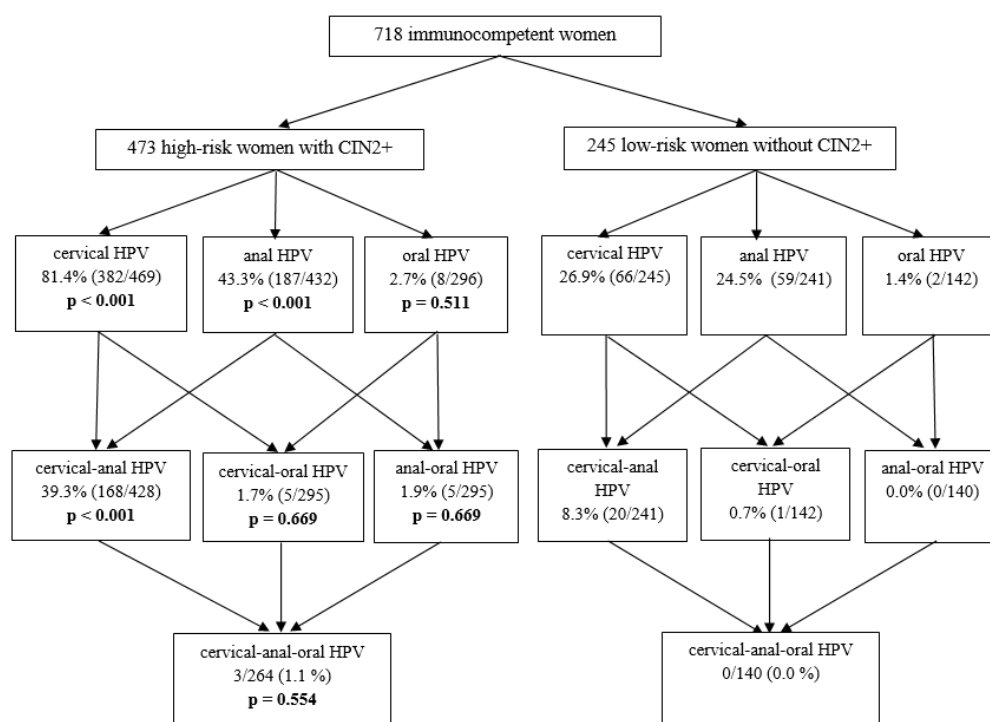 718 immunocompetent women
473 high-risk women with CIN2+
245 low-risk women without CIN2+
cervical HPV
81.4% (382/469)
p < 0.001
anal HPV
43.3% (187/432)
p < 0.001
oral HPV
2.7% (8/296)
p = 0.511
cervical HPV
26.9% (66/245)
anal HPV
24.5% (59/241)
oral HPV
1.4% (2/142)
cervical-anal HPV
39.3% (168/428)
p < 0.001
cervical-oral HPV
1.7% (5/295)
p = 0.669
anal-oral HPV
1.9% (5/295)
p = 0.669
cervical-anal
HPV
8.3% (20/241)
cervical-oral
HPV
0.7% (1/142)
anal-oral HPV
0.0% (0/140)
cervical-anal-oral HPV
3/264 (1.1 %)
p = 0.554
cervical-anal-oral HPV
0/140 (0.0 %)